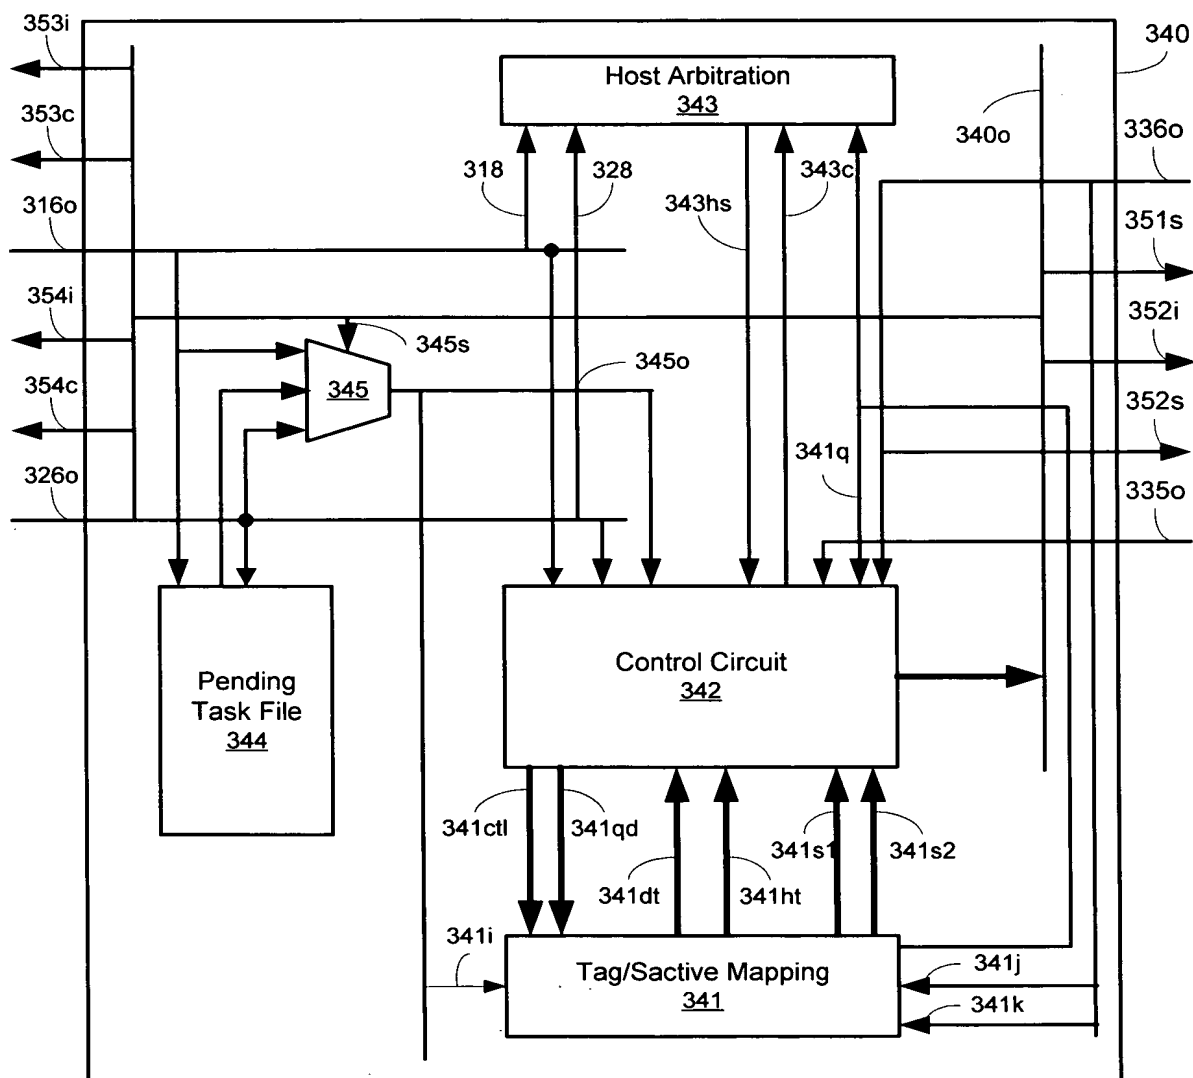 353i
340
Host Arbitration
343
353c
340o
336o
318
328
343c
316o
343hs
351s
354i
352i
345s
345o
345
354c
352s
341q
326o
335o
Control Circuit
342
Pending
Task File
344
341ctl
341qd
341s1
341s2
341dt
341ht
341i
Tag/Sactive Mapping
341
341j
341k